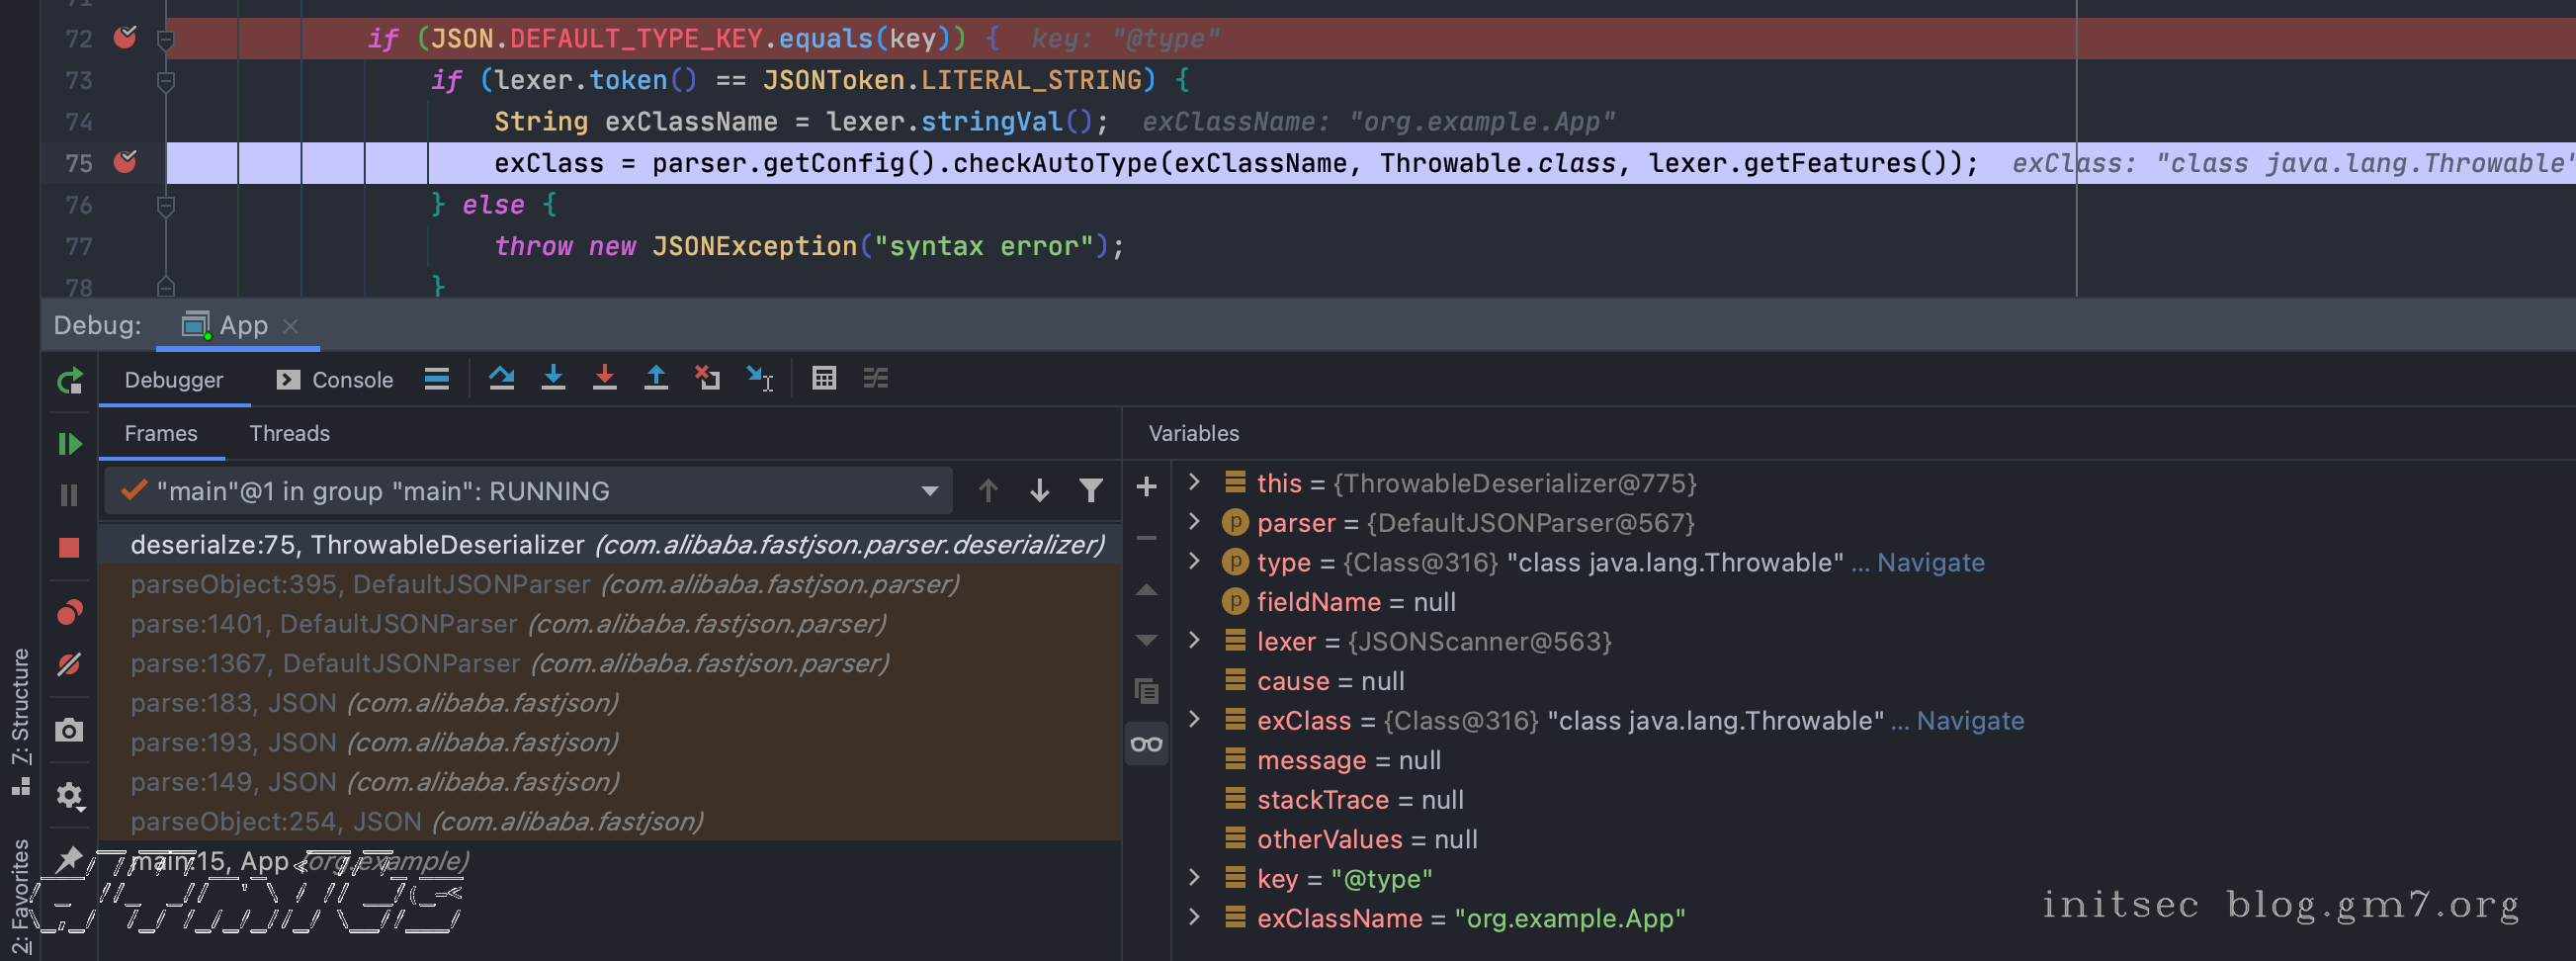 71
72 if (JSON.DEFAULT_TYPE_KEY.equals(key)) { key: "@type"
73 if (lexer.token() == JSONToken.LITERAL_STRING) {
74 String exClassName = lexer.stringVal(); exClassName: "org.example.App"
75 exClass = parser.getConfig().checkAutoType(exClassName, Throwable.class, lexer.getFeatures()); exClass: "class java.lang.Throwable"
76 } else {
77 throw new JSONException("syntax error");
78 }
Debug: App
Debugger Console
Frames Threads
Variables
"main"@1 in group "main": RUNNING
deserialze:75, ThrowableDeserializer (com.alibaba.fastjson.parser.deserializer)
parseObject:395, DefaultJSONParser (com.alibaba.fastjson.parser)
parse:1401, DefaultJSONParser (com.alibaba.fastjson.parser)
parse:1367, DefaultJSONParser (com.alibaba.fastjson.parser)
parse:183, JSON (com.alibaba.fastjson)
parse:193, JSON (com.alibaba.fastjson)
parse:149, JSON (com.alibaba.fastjson)
parseObject:254, JSON (com.alibaba.fastjson)
main:15, App (org.example)
this = {ThrowableDeserializer@775}
p parser = {DefaultJSONParser@567}
p type = {Class@316} "class java.lang.Throwable" ... Navigate
p fieldName = null
lexer = {JSONScanner@563}
cause = null
exClass = {Class@316} "class java.lang.Throwable" ... Navigate
message = null
stackTrace = null
otherValues = null
key = "@type"
exClassName = "org.example.App"
7: Structure
2: Favorites
initsec blog.gm7.org